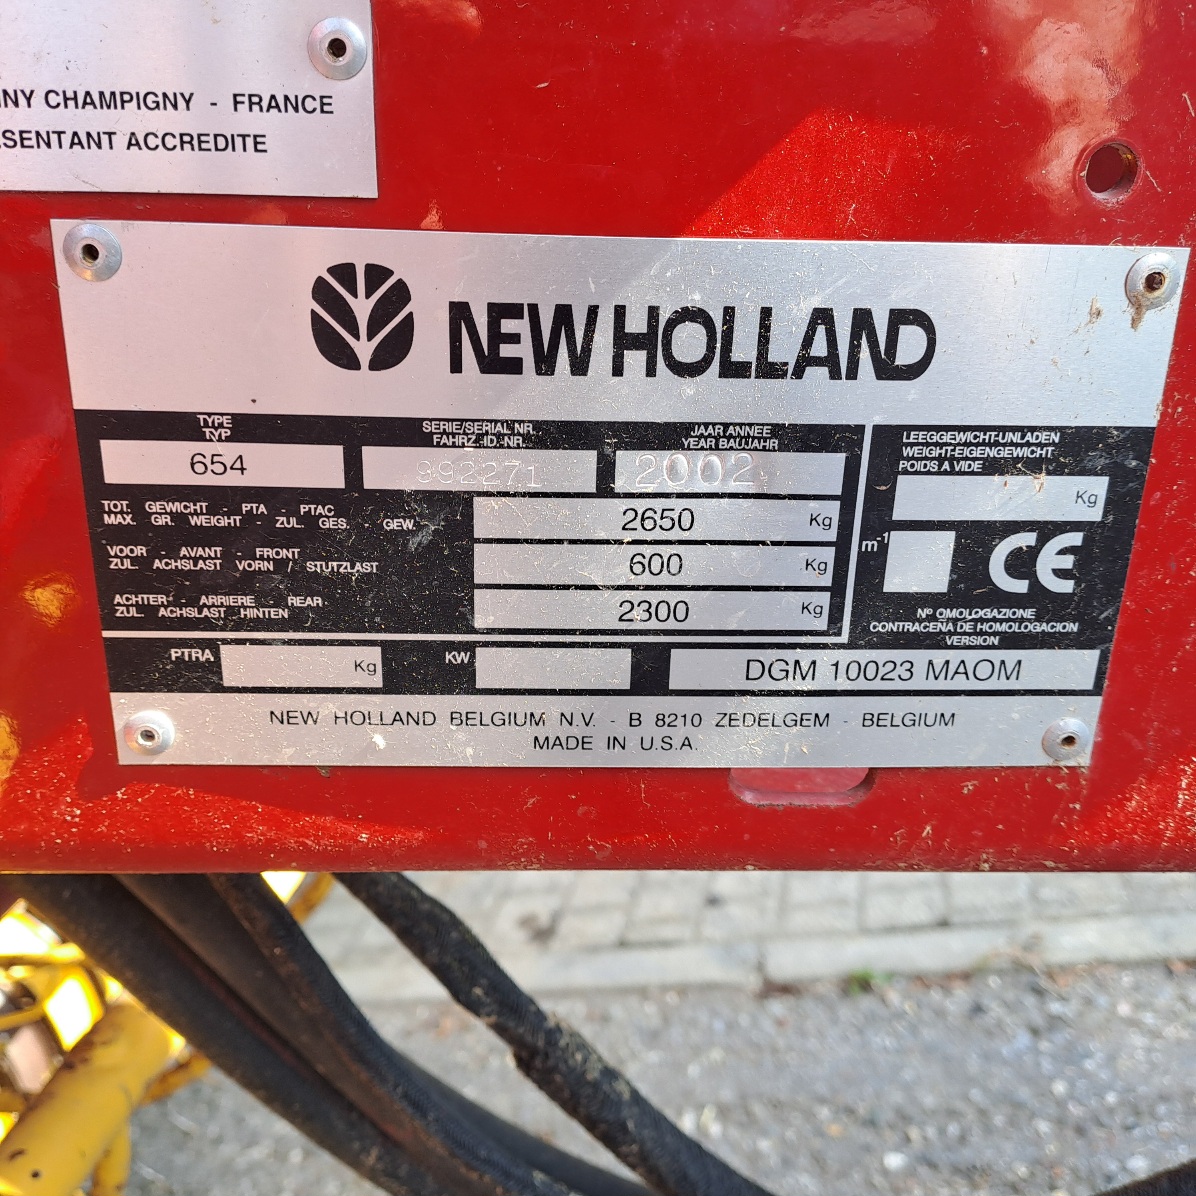 NY CHAMPIGNY - FRANCE
SENTANT ACCREDITE
NEW HOLLAND
TYPE
TYP
654
SERIE/SERIAL NR.
FAHRZ.-ID.-NR.
992271
JAAR ANNEE
YEAR BAUJAHR
2002
LEEGGEWICHT-UNLADEN
WEIGHT-EIGENGEWICHT
POIDS A VIDE
Kg
TOT. GEWICHT - PTA - PTAC
MAX. GR. WEIGHT - ZUL. GES. - GEW.
2650 Kg
VOOR - AVANT - FRONT
ZUL. ACHSLAST VORN / STUTZLAST
600 Kg
ACHTER - ARRIERE - REAR
ZUL. ACHSLAST HINTEN
2300 Kg
m-1
CE
Nº OMOLOGAZIONE
CONTRACEÑA DE HOMOLOGACION
VERSION
PTRA Kg
KW
DGM 10023 MAOM
NEW HOLLAND BELGIUM N.V. - B 8210 ZEDELGEM - BELGIUM
MADE IN U.S.A.